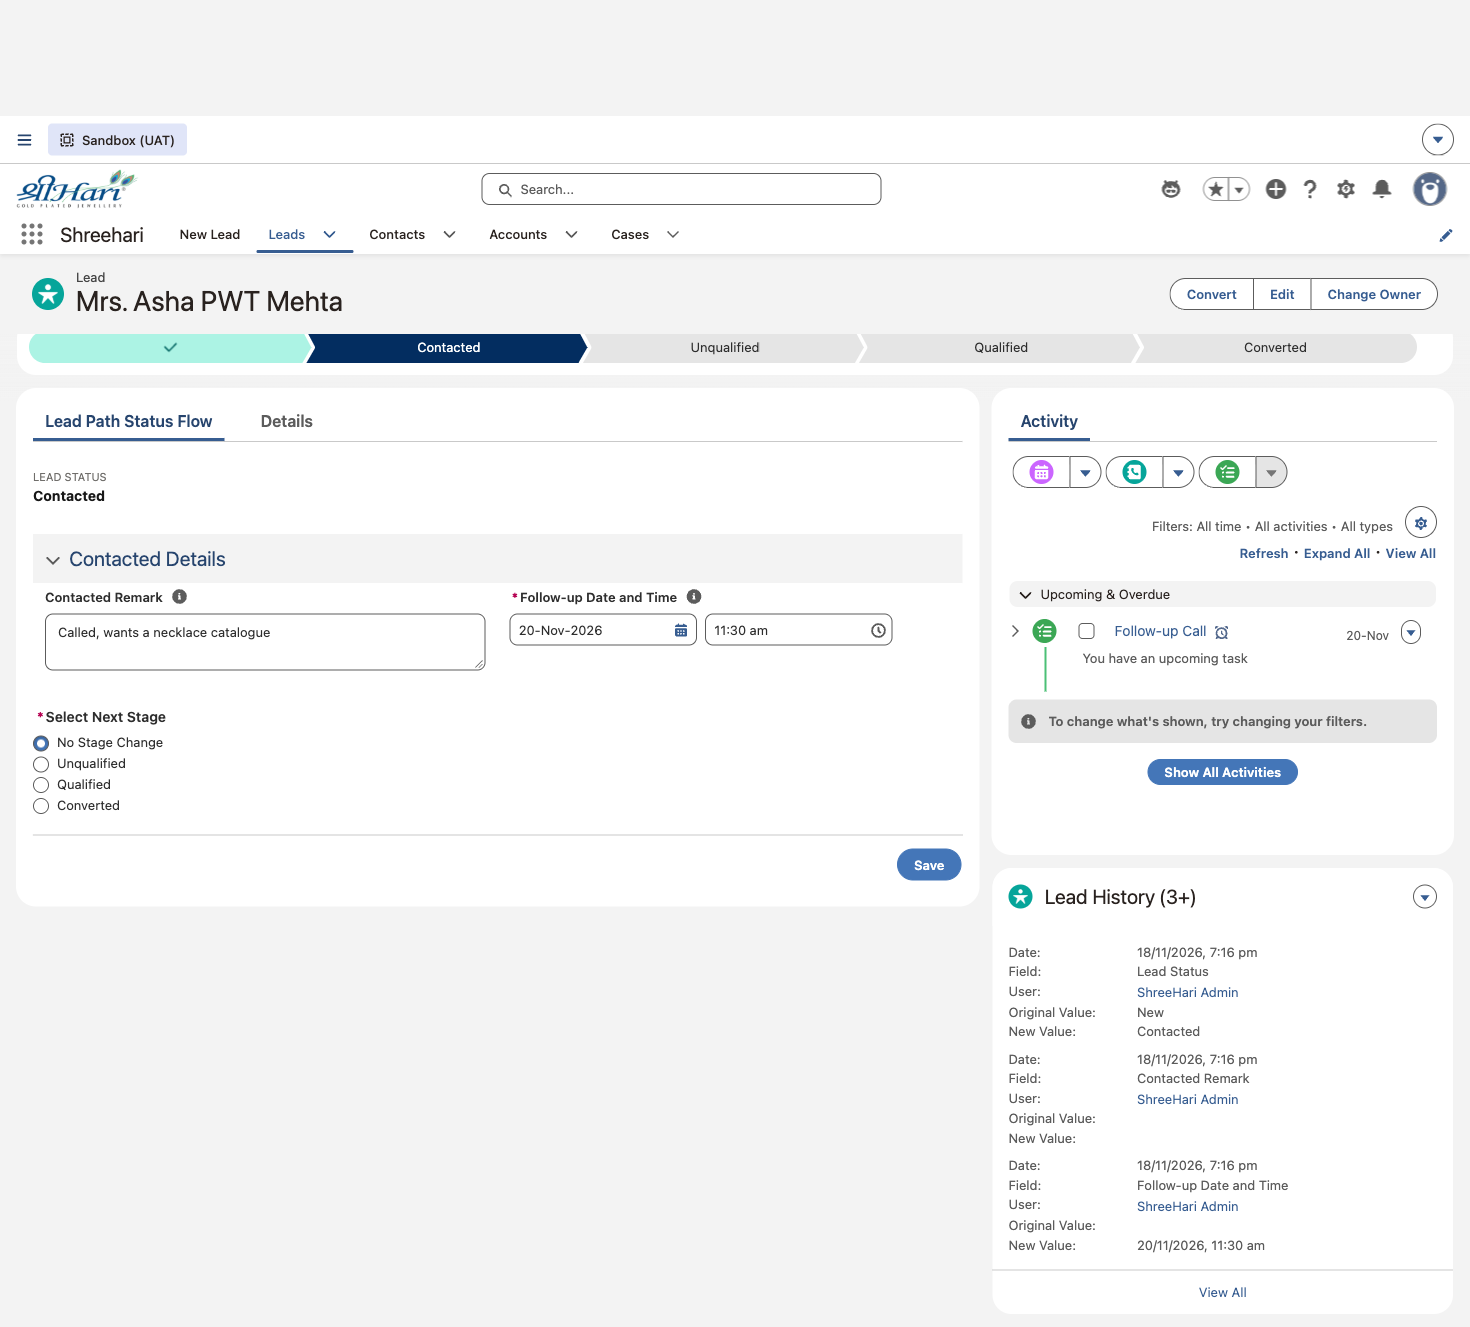 Sandbox (UAT)
श्रीHari
GOLD PLATED JEWELLERY
Search...
Shreehari
New Lead
Leads
Contacts
Accounts
Cases
Lead
Mrs. Asha PWT Mehta
Convert
Edit
Change Owner
Contacted
Unqualified
Qualified
Converted
Lead Path Status Flow
Details
LEAD STATUS
Contacted
Contacted Details
Contacted Remark
Called, wants a necklace catalogue
*Follow-up Date and Time
20-Nov-2026
11:30 am
*Select Next Stage
No Stage Change
Unqualified
Qualified
Converted
Save
Activity
Filters: All time • All activities • All types
Refresh • Expand All • View All
Upcoming & Overdue
Follow-up Call
20-Nov
You have an upcoming task
To change what's shown, try changing your filters.
Show All Activities
Lead History (3+)
Date: 18/11/2026, 7:16 pm
Field: Lead Status
User: ShreeHari Admin
Original Value: New
New Value: Contacted
Date: 18/11/2026, 7:16 pm
Field: Contacted Remark
User: ShreeHari Admin
Original Value:
New Value:
Date: 18/11/2026, 7:16 pm
Field: Follow-up Date and Time
User: ShreeHari Admin
Original Value:
New Value: 20/11/2026, 11:30 am
View All